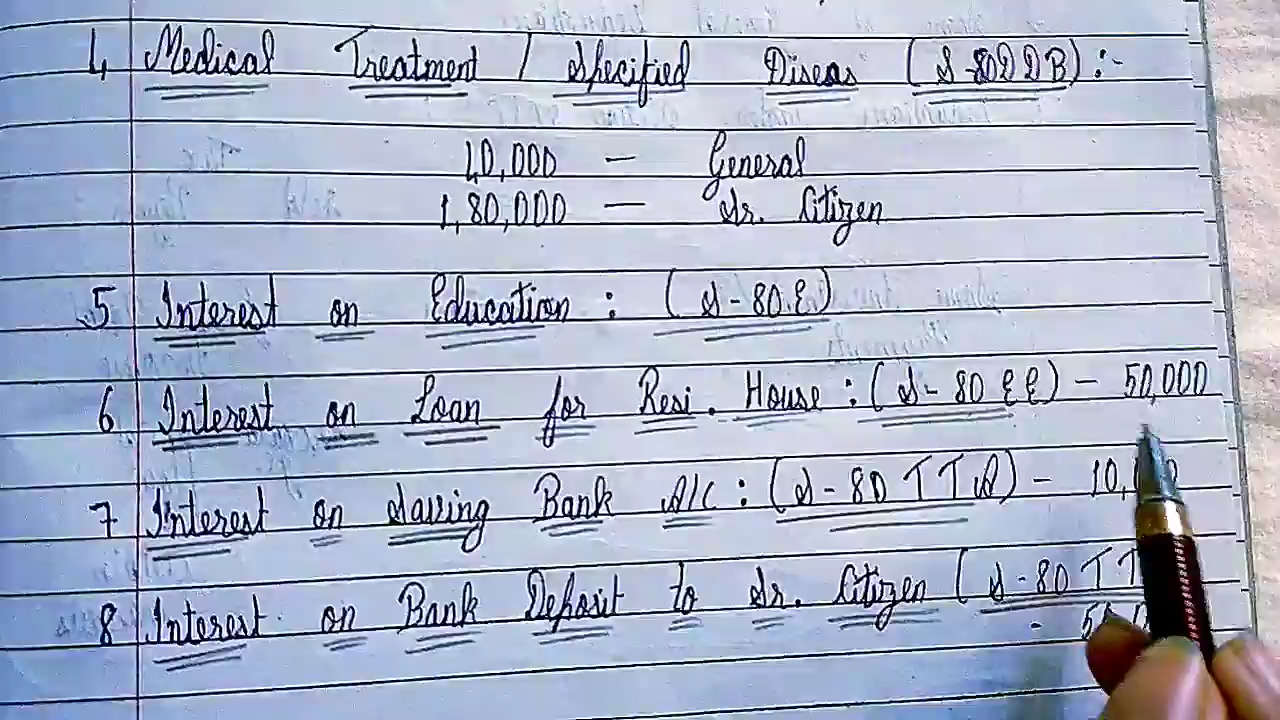 4 Medical Treatment / Specified Diseas (S-80DDB):-
40,000 — General
1,80,000 — Sr. Citizen
5 Interest on Education : (S-80E)
6 Interest on Loan for Resi. House : (S-80EE) - 50,000
7 Interest on Saving Bank A/C : (S-80TTA) -
8 Interest on Bank Deposit to Sr. Citizen (S-80